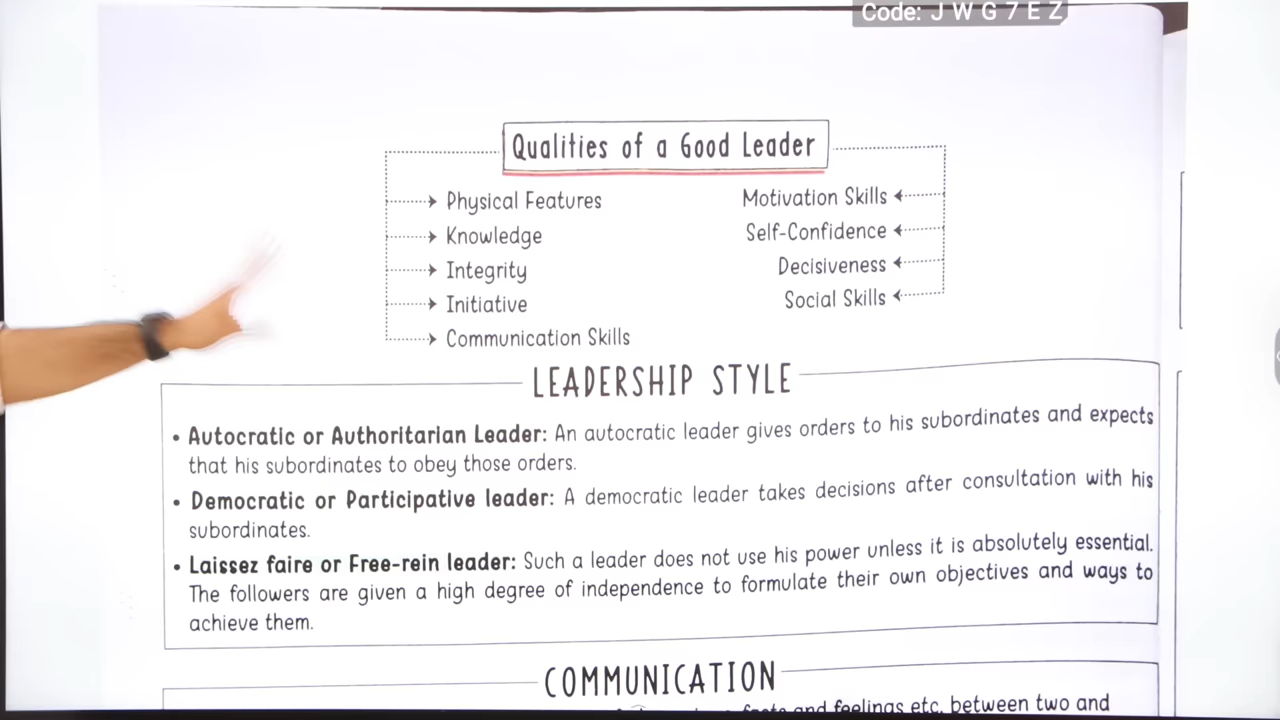 Code: J W G 7 E Z
Qualities of a Good Leader
Physical Features
Knowledge
Integrity
Initiative
Communication Skills
Motivation Skills
Self-Confidence
Decisiveness
Social Skills
LEADERSHIP STYLE
• Autocratic or Authoritarian Leader: An autocratic leader gives orders to his subordinates and expects
that his subordinates to obey those orders.
• Democratic or Participative leader: A democratic leader takes decisions after consultation with his
subordinates.
• Laissez faire or Free-rein leader: Such a leader does not use his power unless it is absolutely essential.
The followers are given a high degree of independence to formulate their own objectives and ways to
achieve them.
COMMUNICATION
and feelings etc. between two and